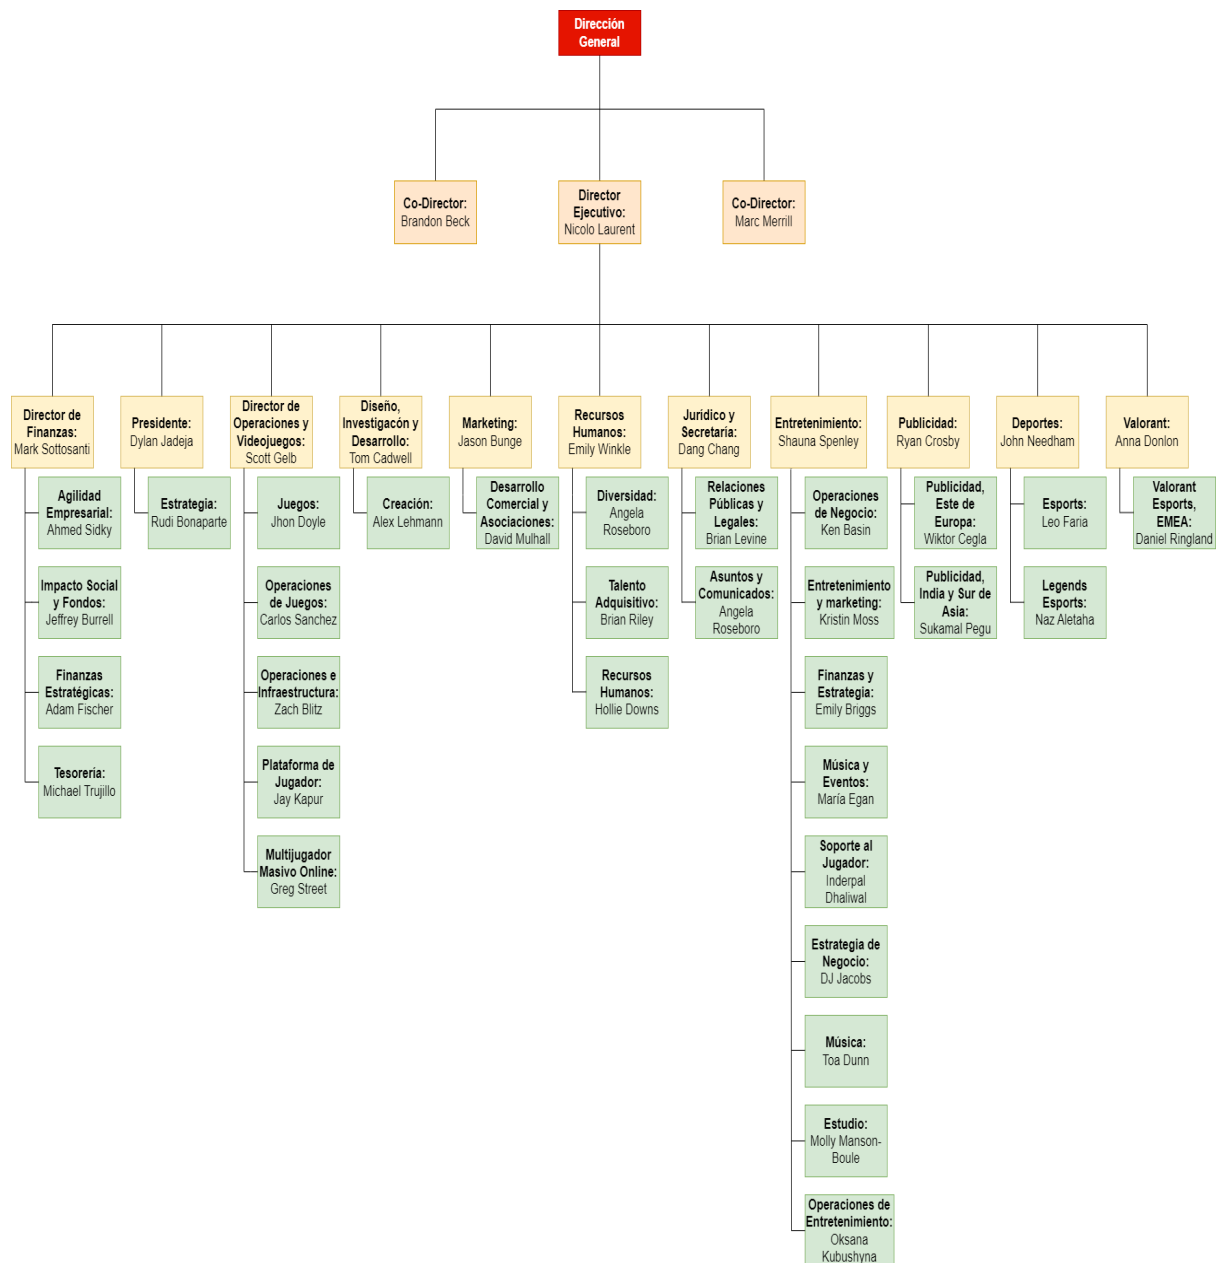 Dirección
General
Co-Director:
Brandon Beck
Director
Ejecutivo:
Nicolo Laurent
Co-Director:
Marc Merrill
Director de
Finanzas:
Mark Sottosanti
Presidente:
Dylan Jadeja
Director de
Operaciones y
Videojuegos:
Scott Gelb
Diseño,
Investigacón y
Desarrollo:
Tom Cadwell
Marketing:
Jason Bunge
Recursos
Humanos:
Emily Winkle
Jurídico y
Secretaría:
Dang Chang
Entretenimiento:
Shauna Spenley
Publicidad:
Ryan Crosby
Deportes:
John Needham
Valorant:
Anna Donlon
Agilidad
Empresarial:
Ahmed Sidky
Estrategia:
Rudi Bonaparte
Juegos:
Jhon Doyle
Creación:
Alex Lehmann
Desarrollo
Comercial y
Asociaciones:
David Mulhall
Diversidad:
Angela
Roseboro
Relaciones
Públicas y
Legales:
Brian Levine
Operaciones
de Negocio:
Ken Basin
Publicidad,
Este de
Europa:
Wiktor Cegla
Esports:
Leo Faria
Valorant
Esports,
EMEA:
Daniel Ringland
Impacto Social
y Fondos:
Jeffrey Burrell
Operaciones
de Juegos:
Carlos Sanchez
Talento
Adquisitivo:
Brian Riley
Asuntos y
Comunicados:
Angela
Roseboro
Entretenimiento
y marketing:
Kristin Moss
Publicidad,
India y Sur de
Asia:
Sukamal Pegu
Legends
Esports:
Naz Aletaha
Finanzas
Estratégicas:
Adam Fischer
Operaciones e
Infraestructura:
Zach Blitz
Recursos
Humanos:
Hollie Downs
Finanzas y
Estrategia:
Emily Briggs
Tesorería:
Michael Trujillo
Plataforma de
Jugador:
Jay Kapur
Música y
Eventos:
María Egan
Multijugador
Masivo Online:
Greg Street
Soporte al
Jugador:
Inderpal
Dhaliwal
Estrategia de
Negocio:
DJ Jacobs
Música:
Toa Dunn
Estudio:
Molly Manson-
Boule
Operaciones de
Entretenimiento:
Oksana
Kubushyna